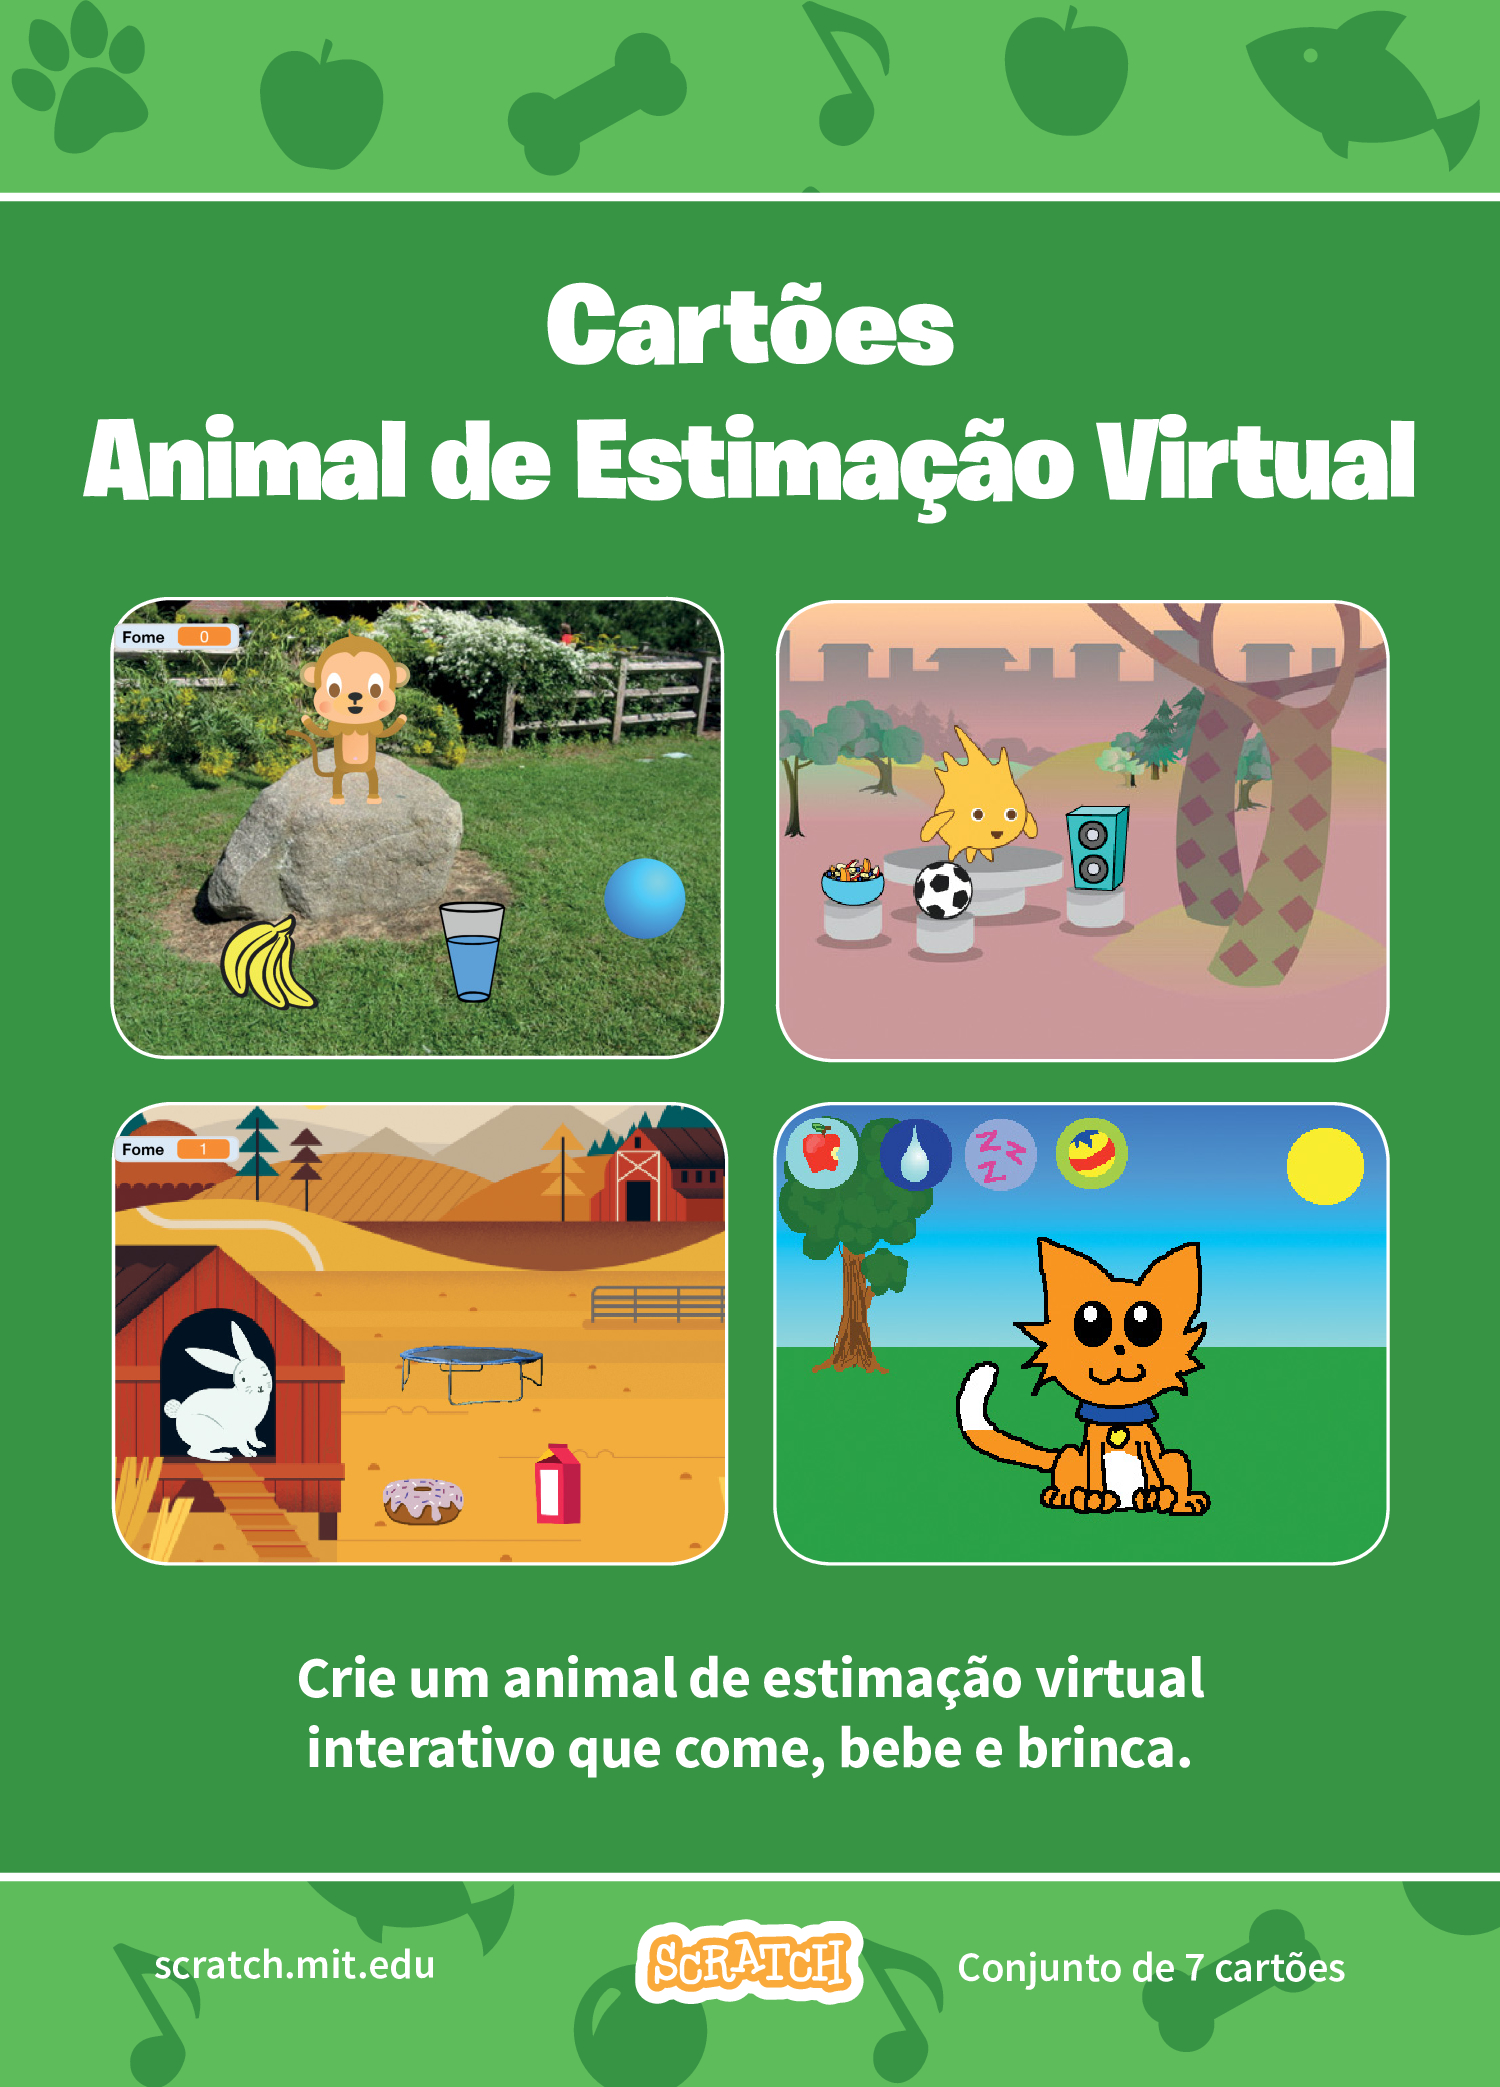 Cartões
Animal de Estimação Virtual
Fome 0
Fome 1
Z Z Z
Crie um animal de estimação virtual
interativo que come, bebe e brinca.
scratch.mit.edu
SCRATCH
Conjunto de 7 cartões